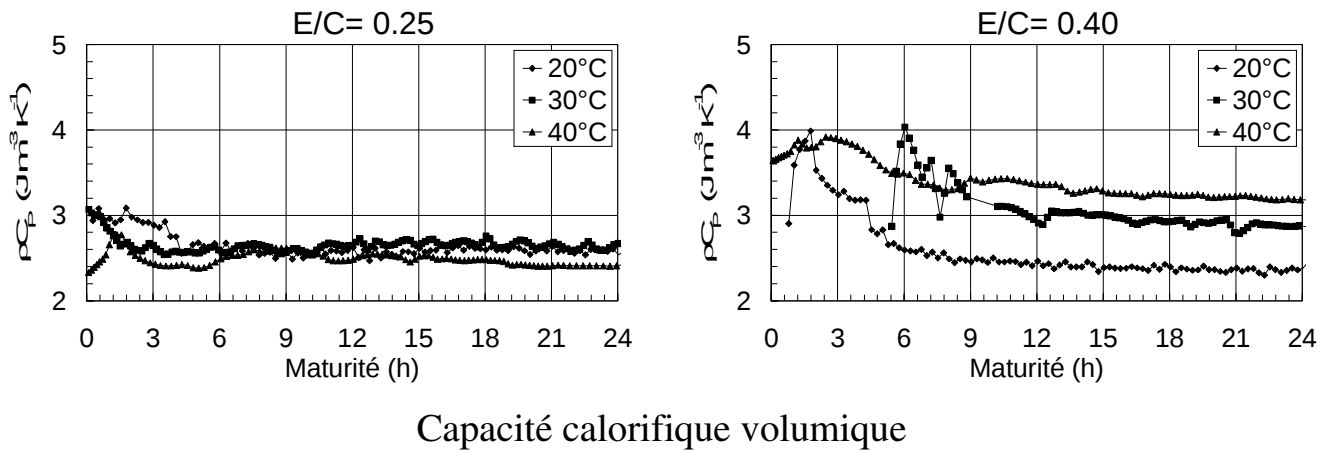 E/C= 0.25
E/C= 0.40
5
4
3
2
ρCp (Jm-3K-1)
20°C
30°C
40°C
0 3 6 9 12 15 18 21 24
Maturité (h)
5
4
3
2
ρCp (Jm-3K-1)
20°C
30°C
40°C
0 3 6 9 12 15 18 21 24
Maturité (h)
Capacité calorifique volumique